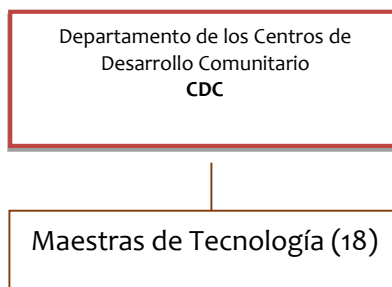 Departamento de los Centros de
Desarrollo Comunitario
CDC
Maestras de Tecnología (18)